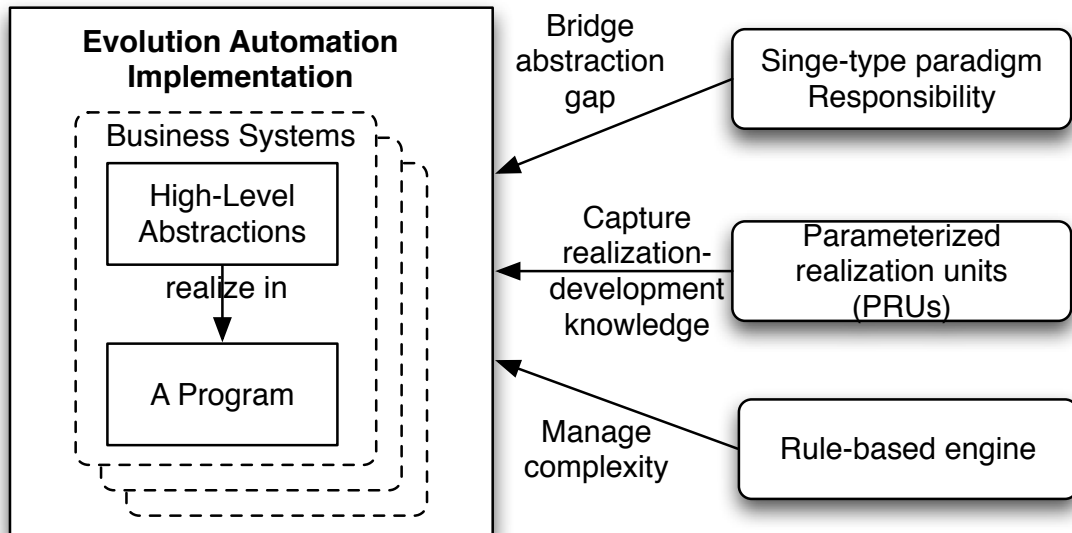 Evolution Automation
Implementation
Business Systems
High-Level
Abstractions
realize in
A Program
Bridge
abstraction
gap
Capture
realization-
development
knowledge
Manage
complexity
Singe-type paradigm
Responsibility
Parameterized
realization units
(PRUs)
Rule-based engine